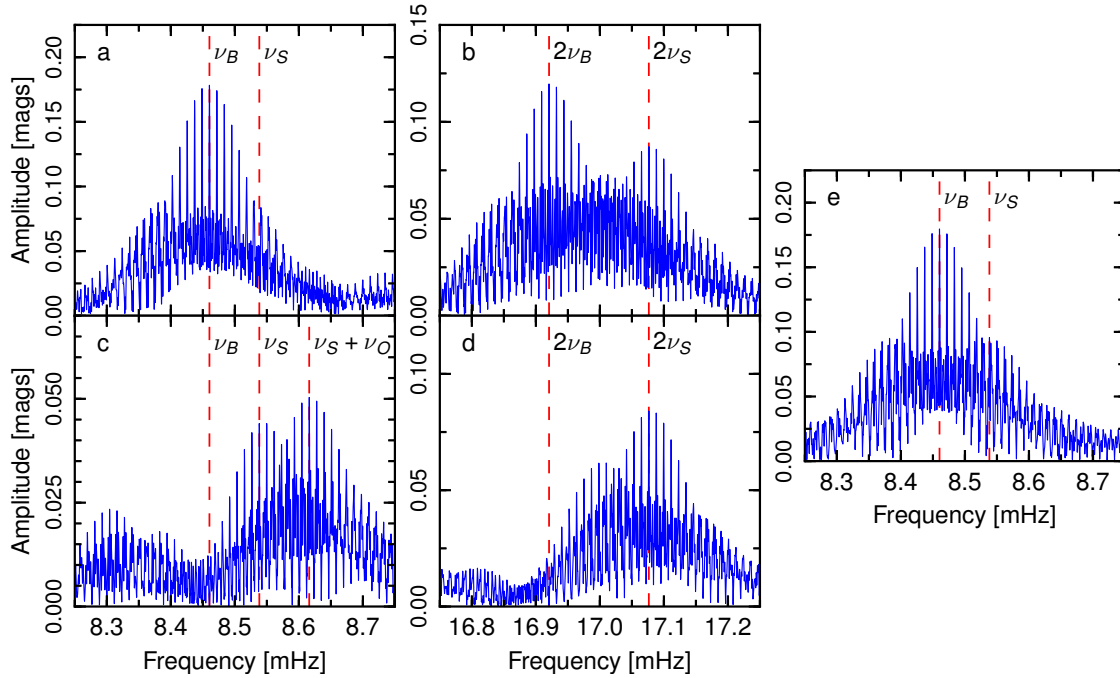 a
ν_B
ν_S
0.00 0.05 0.10 0.15 0.20
Amplitude [mags]
b
2ν_B
2ν_S
0.00 0.05 0.10 0.15
c
ν_B
ν_S
ν_S + ν_O
0.000 0.025 0.050
Amplitude [mags]
8.3 8.4 8.5 8.6 8.7
Frequency [mHz]
d
2ν_B
2ν_S
0.00 0.05 0.10
16.8 16.9 17.0 17.1 17.2
Frequency [mHz]
e
ν_B
ν_S
0.00 0.05 0.10 0.15 0.20
8.3 8.4 8.5 8.6 8.7
Frequency [mHz]